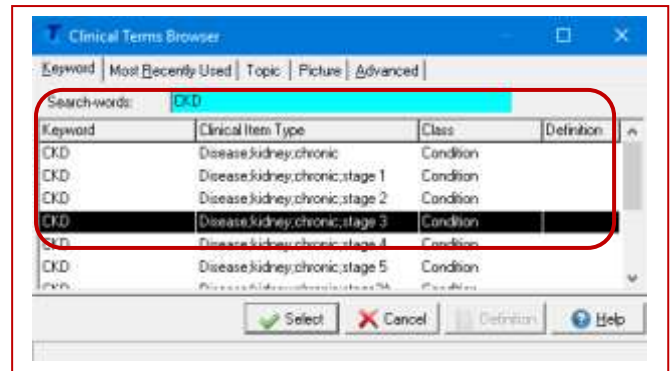 Clinical Terms Browser
Keyword Most Recently Used Topic Picture Advanced
Search-words: CKD
Keyword Clinical Item Type Class Definition
CKD Disease;kidney;chronic Condition
CKD Disease;kidney;chronic;stage 1 Condition
CKD Disease;kidney;chronic;stage 2 Condition
CKD Disease;kidney;chronic;stage 3 Condition
CKD Disease;kidney;chronic;stage 4 Condition
CKD Disease;kidney;chronic;stage 5 Condition
Select Cancel Definition Help